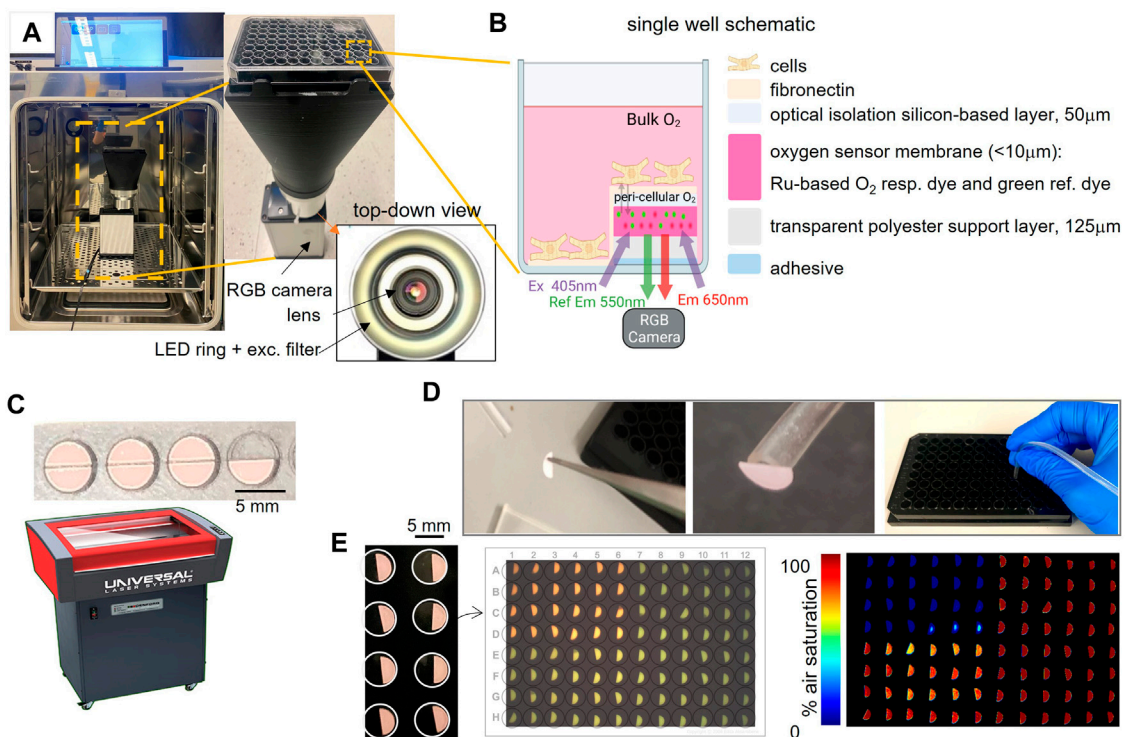 A
top-down view
RGB camera
lens
LED ring + exc. filter
B
single well schematic
Bulk O₂
peri-cellular O₂
Ex 405nm
Ref Em 550nm
Em 650nm
RGB
Camera
cells
fibronectin
optical isolation silicon-based layer, 50μm
oxygen sensor membrane (<10μm):
Ru-based O₂ resp. dye and green ref. dye
transparent polyester support layer, 125μm
adhesive
C
5 mm
UNIVERSAL
LASER SYSTEMS
D
E
5 mm
1 2 3 4 5 6 7 8 9 10 11 12
A
B
C
D
E
F
G
H
100
% air saturation
0